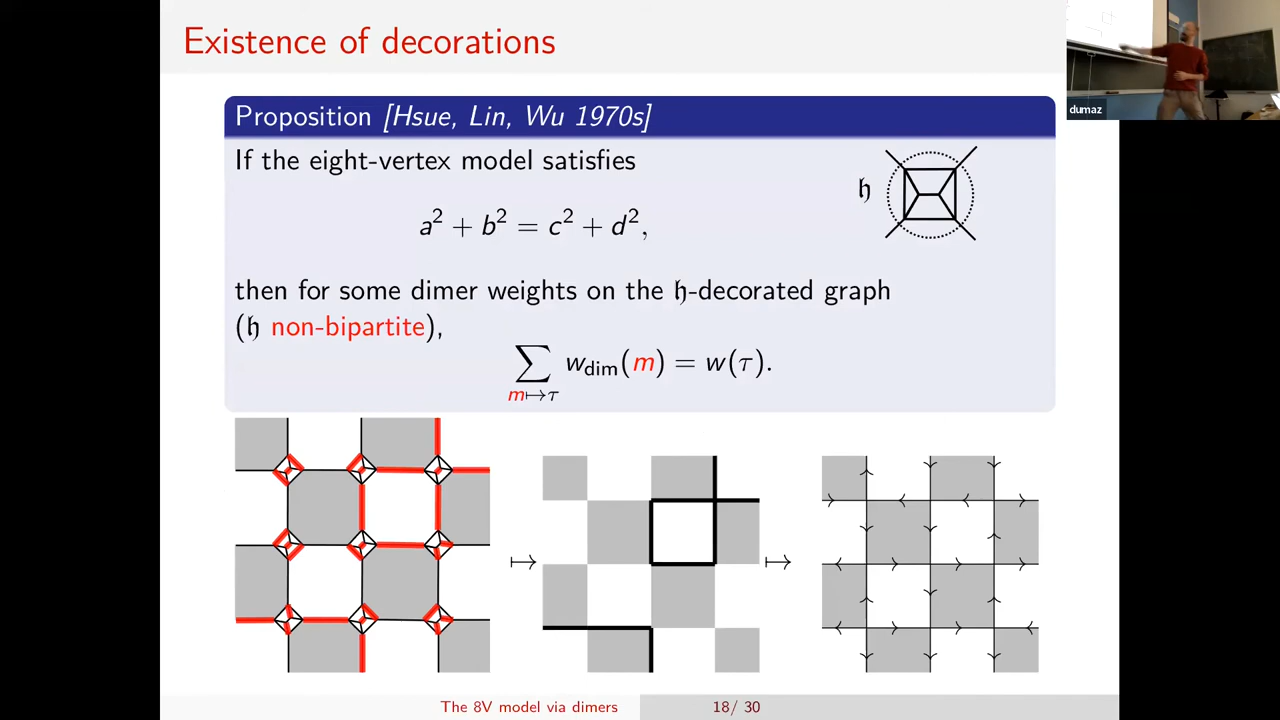 Existence of decorations
Proposition [Hsue, Lin, Wu 1970s]
If the eight-vertex model satisfies
𝔥
a² + b² = c² + d²,
then for some dimer weights on the 𝔥-decorated graph
(𝔥 non-bipartite),
∑ w_dim(m) = w(τ).
m↦τ
↦ ↦
The 8V model via dimers 18/ 30
dumaz